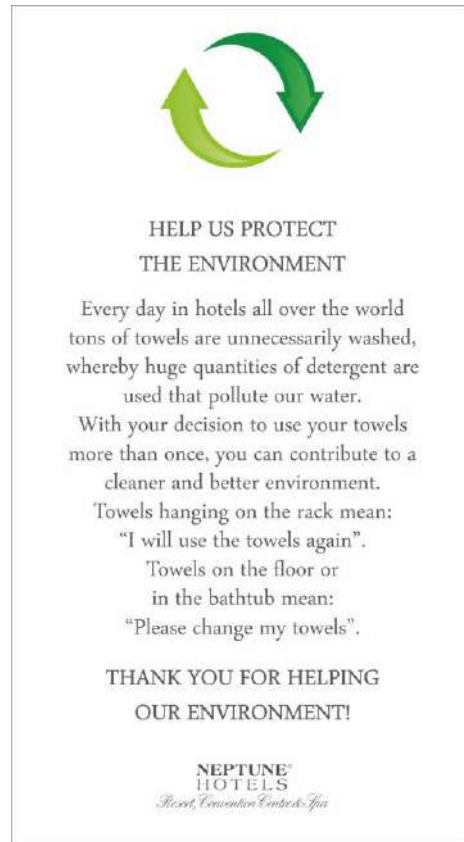 HELP US PROTECT
THE ENVIRONMENT
Every day in hotels all over the world
tons of towels are unnecessarily washed,
whereby huge quantities of detergent are
used that pollute our water.
With your decision to use your towels
more than once, you can contribute to a
cleaner and better environment.
Towels hanging on the rack mean:
“I will use the towels again”.
Towels on the floor or
in the bathtub mean:
“Please change my towels”.
THANK YOU FOR HELPING
OUR ENVIRONMENT!
NEPTUNE®
HOTELS
Resort, Convention Centre & Spa